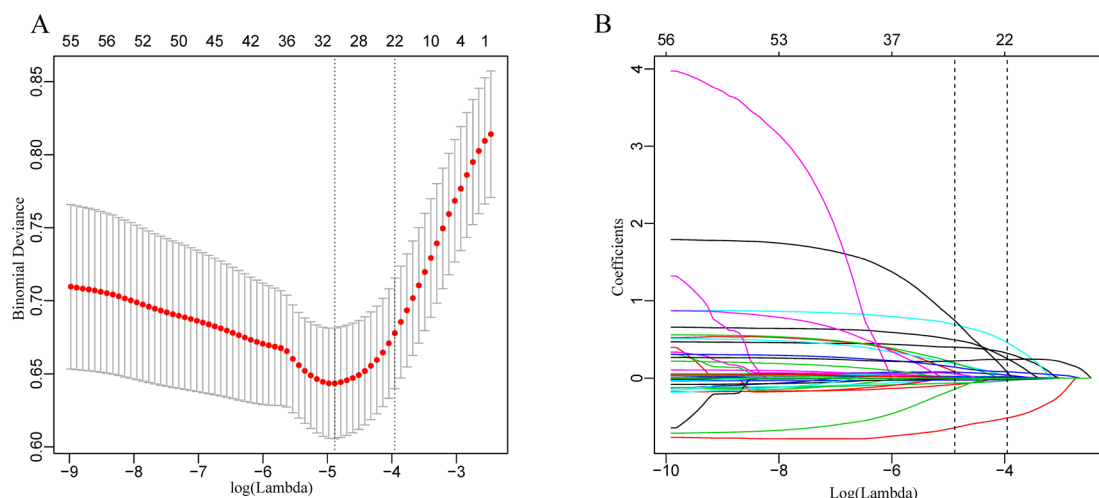 A
55 56 52 50 45 42 36 32 28 22 10 4 1
Binomial Deviance
0.85
0.80
0.75
0.70
0.65
0.60
−9 −8 −7 −6 −5 −4 −3
log(Lambda)
B
56 53 37 22
Coefficients
4
3
2
1
0
−10 −8 −6 −4
Log(Lambda)